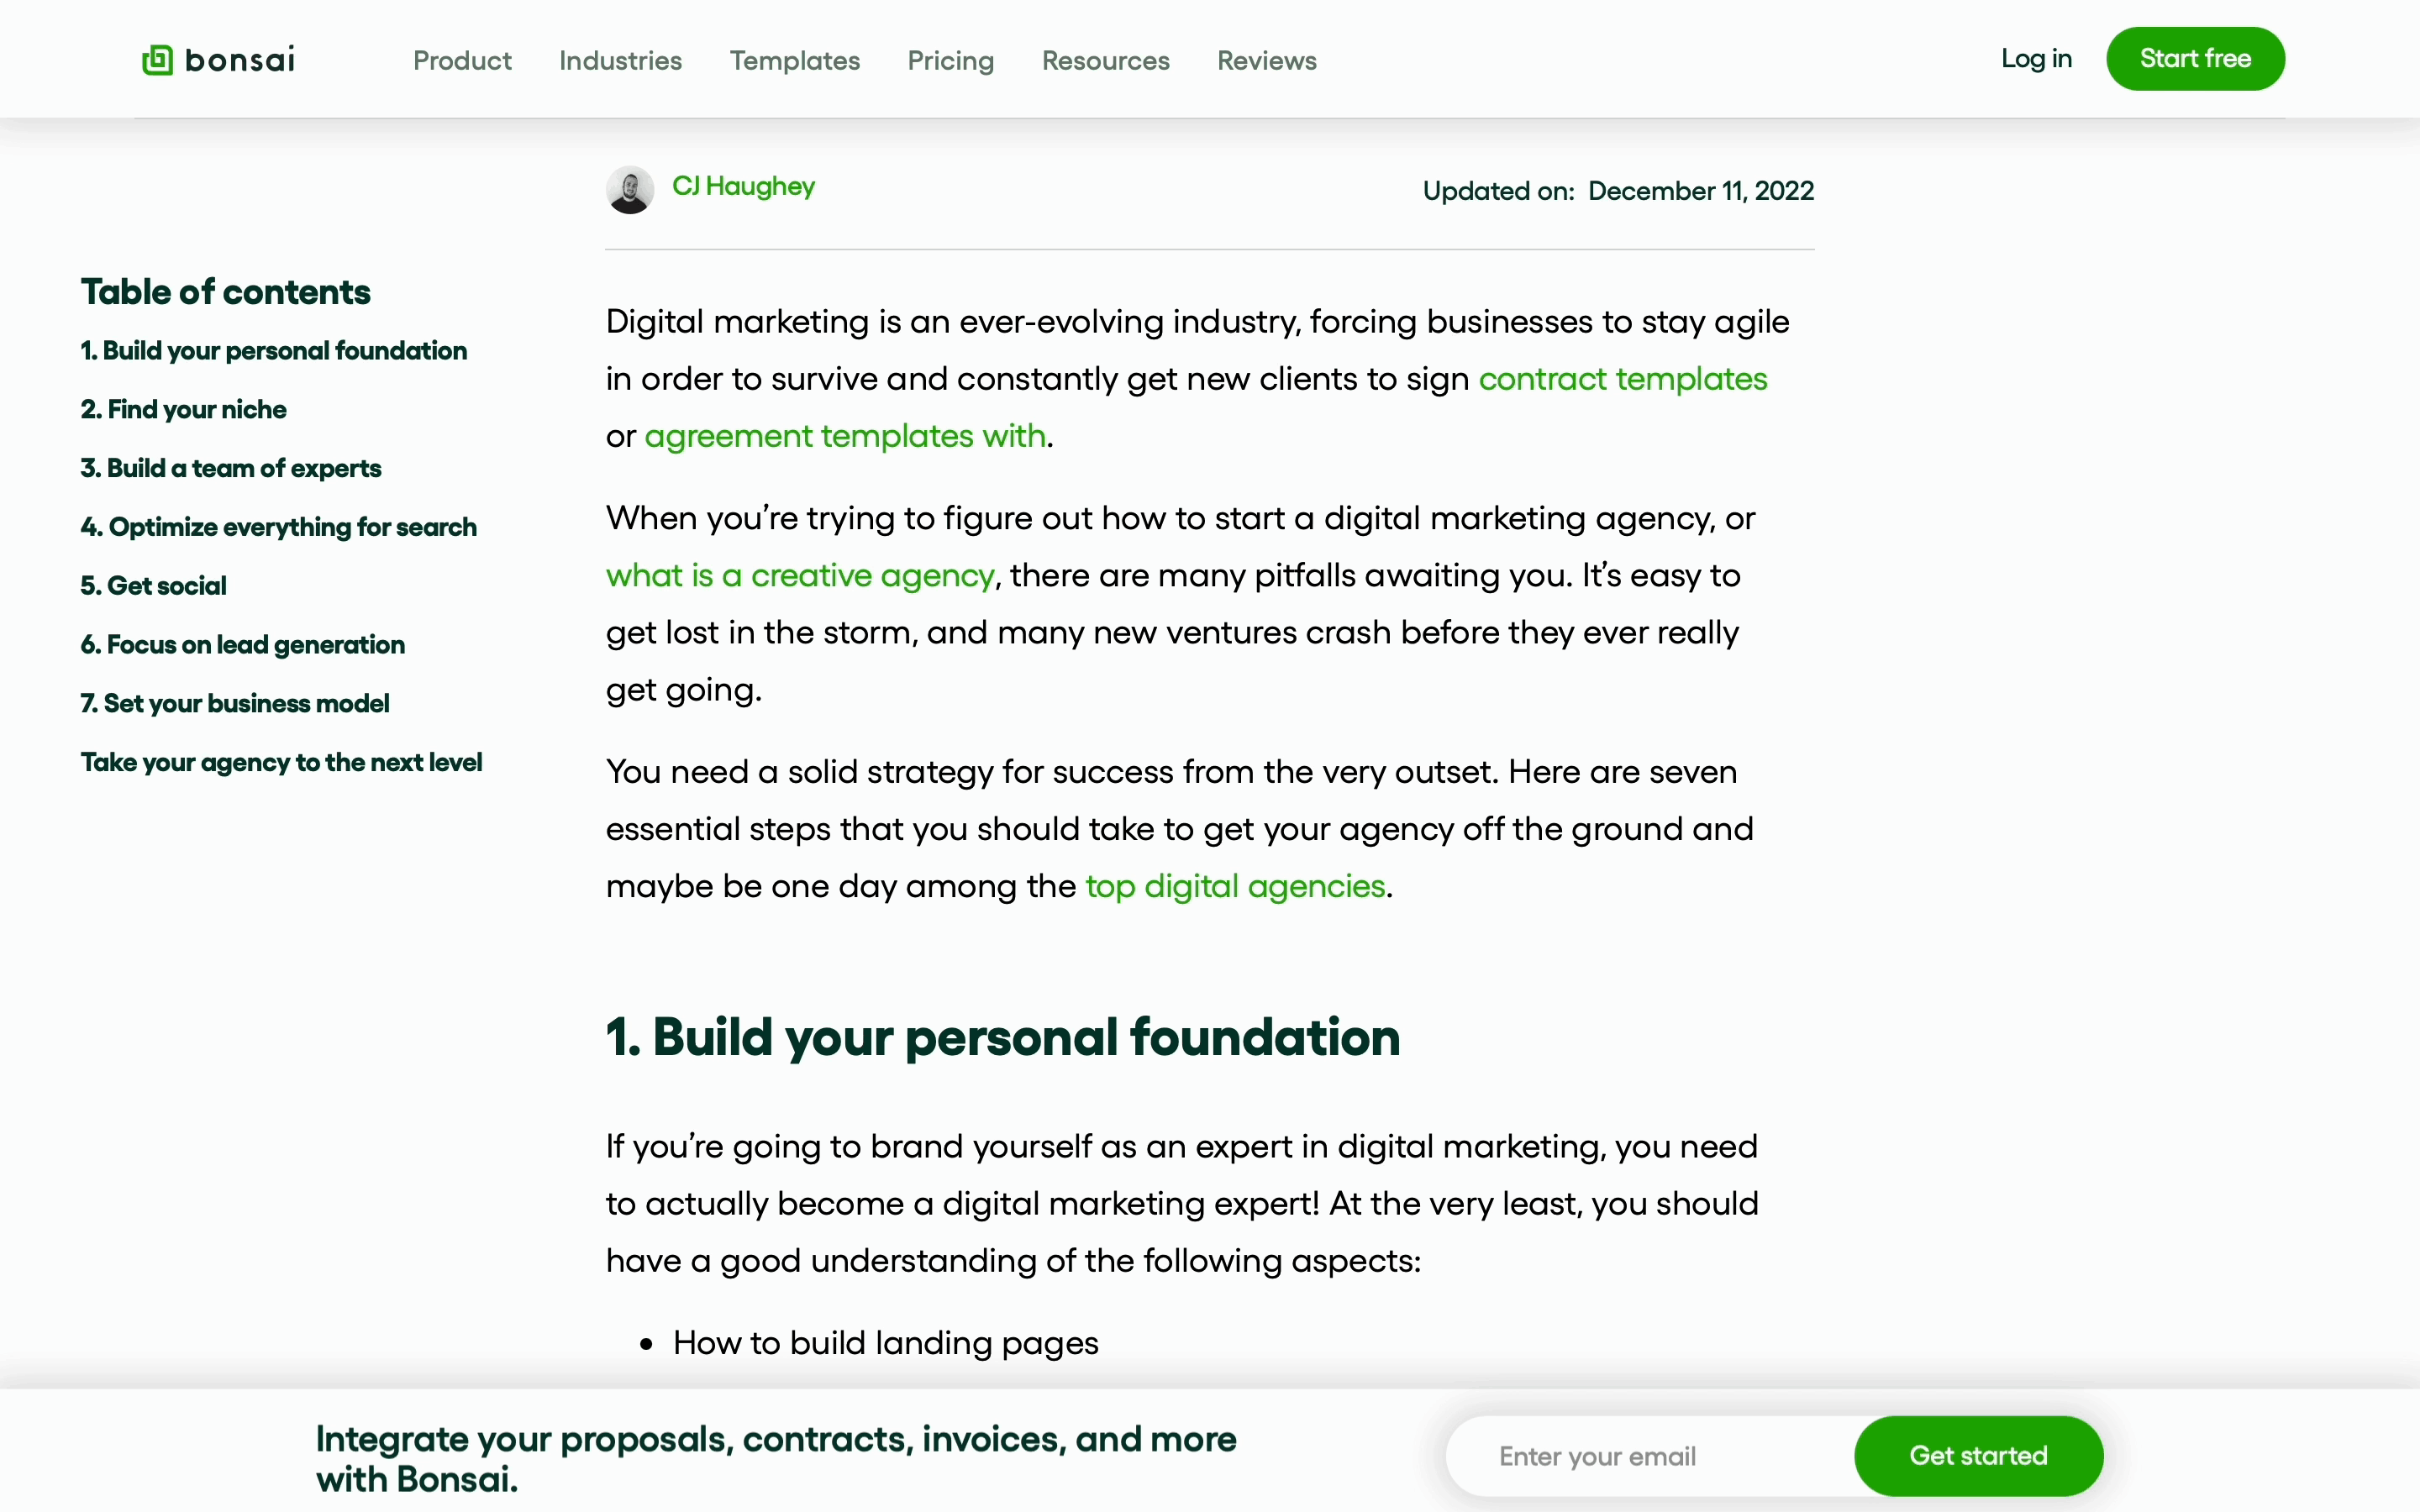 bonsai
Product
Industries
Templates
Pricing
Resources
Reviews
Log in
Start free
CJ Haughey
Updated on: December 11, 2022
Table of contents
1. Build your personal foundation
2. Find your niche
3. Build a team of experts
4. Optimize everything for search
5. Get social
6. Focus on lead generation
7. Set your business model
Take your agency to the next level
Digital marketing is an ever-evolving industry, forcing businesses to stay agile
in order to survive and constantly get new clients to sign contract templates
or agreement templates with.
When you’re trying to figure out how to start a digital marketing agency, or
what is a creative agency, there are many pitfalls awaiting you. It’s easy to
get lost in the storm, and many new ventures crash before they ever really
get going.
You need a solid strategy for success from the very outset. Here are seven
essential steps that you should take to get your agency off the ground and
maybe be one day among the top digital agencies.
1. Build your personal foundation
If you’re going to brand yourself as an expert in digital marketing, you need
to actually become a digital marketing expert! At the very least, you should
have a good understanding of the following aspects:
• How to build landing pages
Integrate your proposals, contracts, invoices, and more
with Bonsai.
Enter your email
Get started